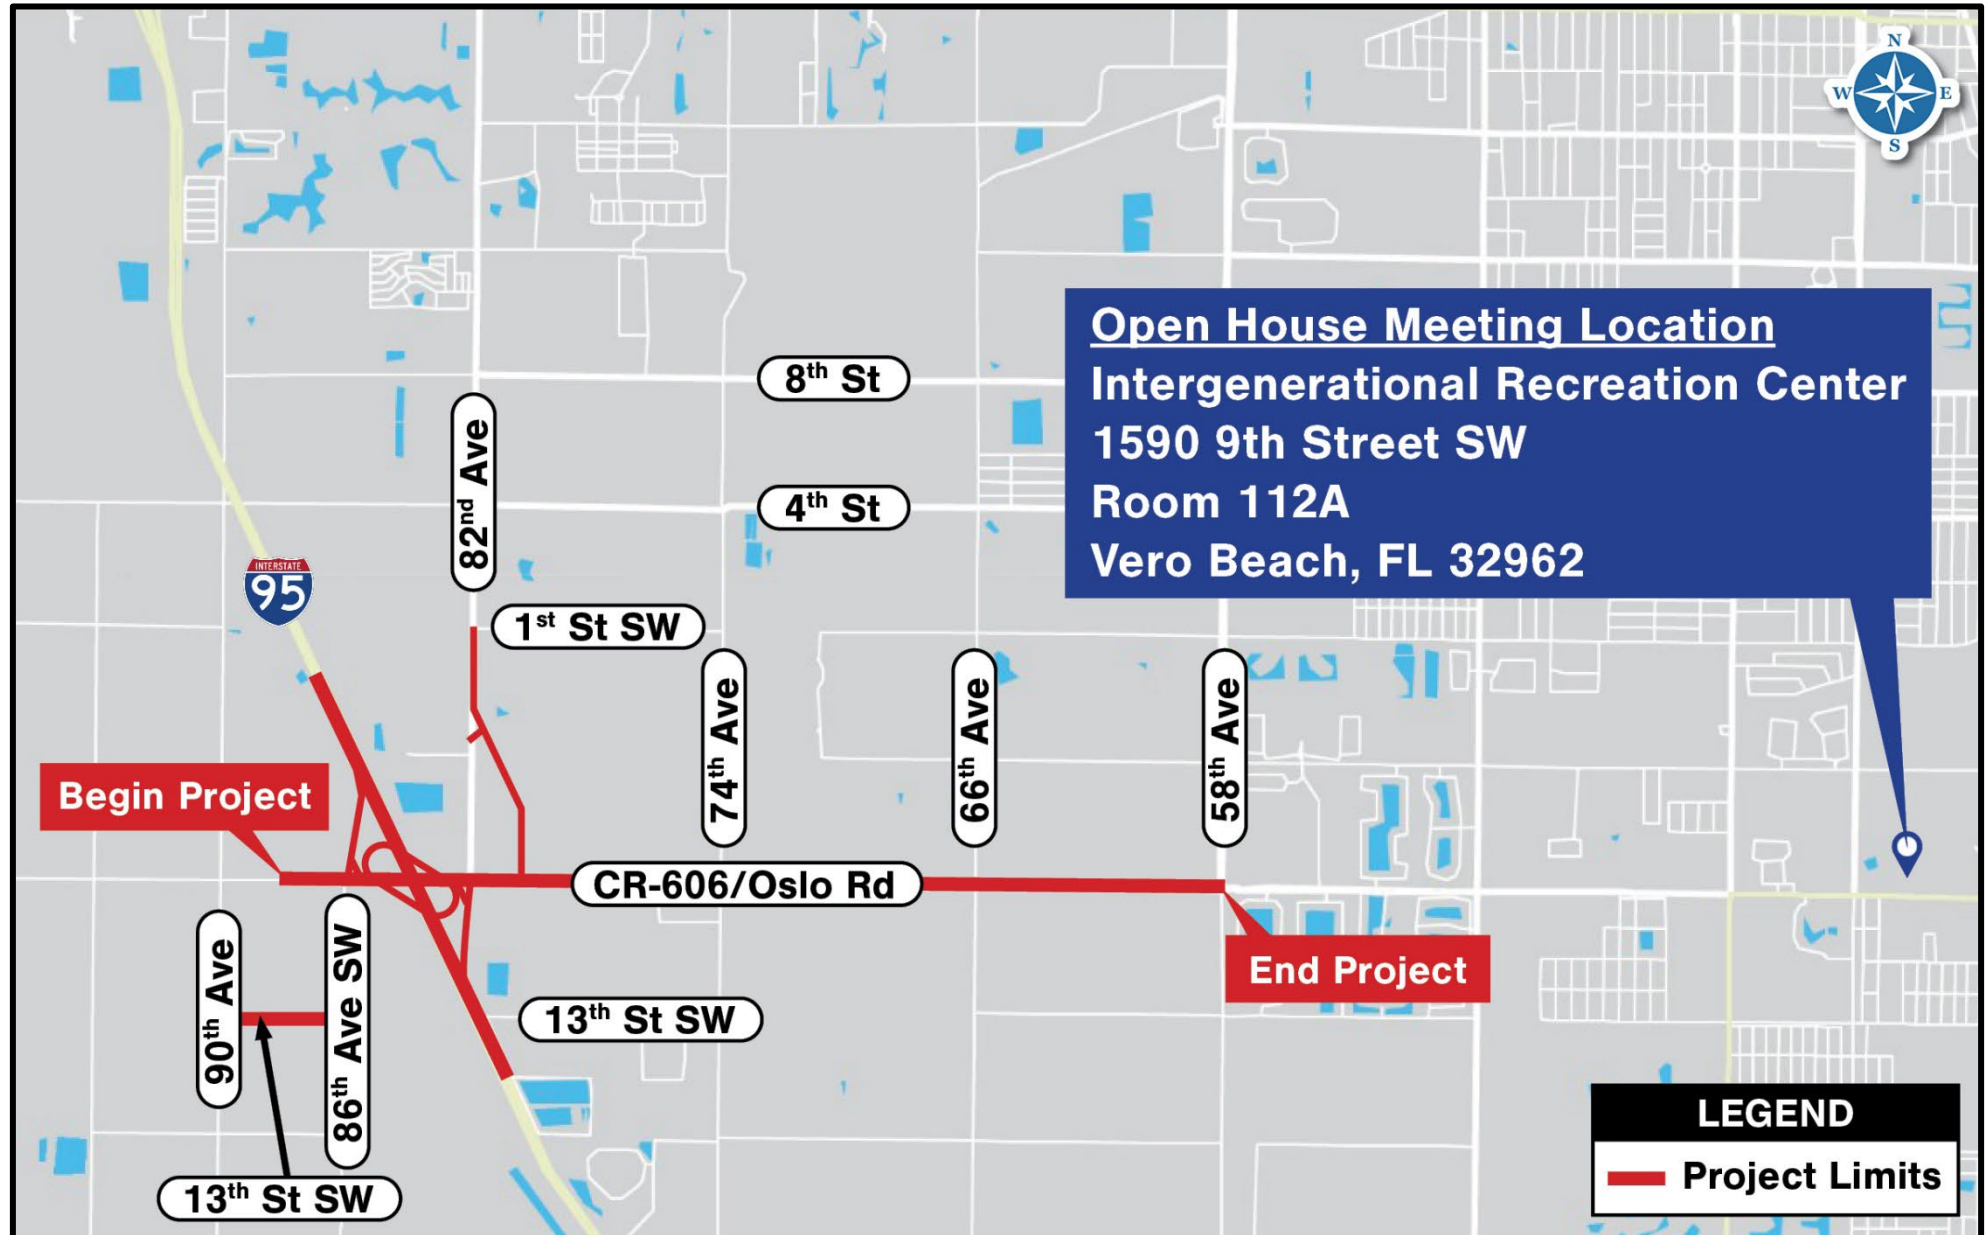 N
W
E
S
Open House Meeting Location
Intergenerational Recreation Center
1590 9th Street SW
Room 112A
Vero Beach, FL 32962
8th St
82nd Ave
4th St
INTERSTATE
95
1st St SW
74th Ave
66th Ave
58th Ave
Begin Project
CR-606/Oslo Rd
End Project
90th Ave
86th Ave SW
13th St SW
13th St SW
LEGEND
Project Limits